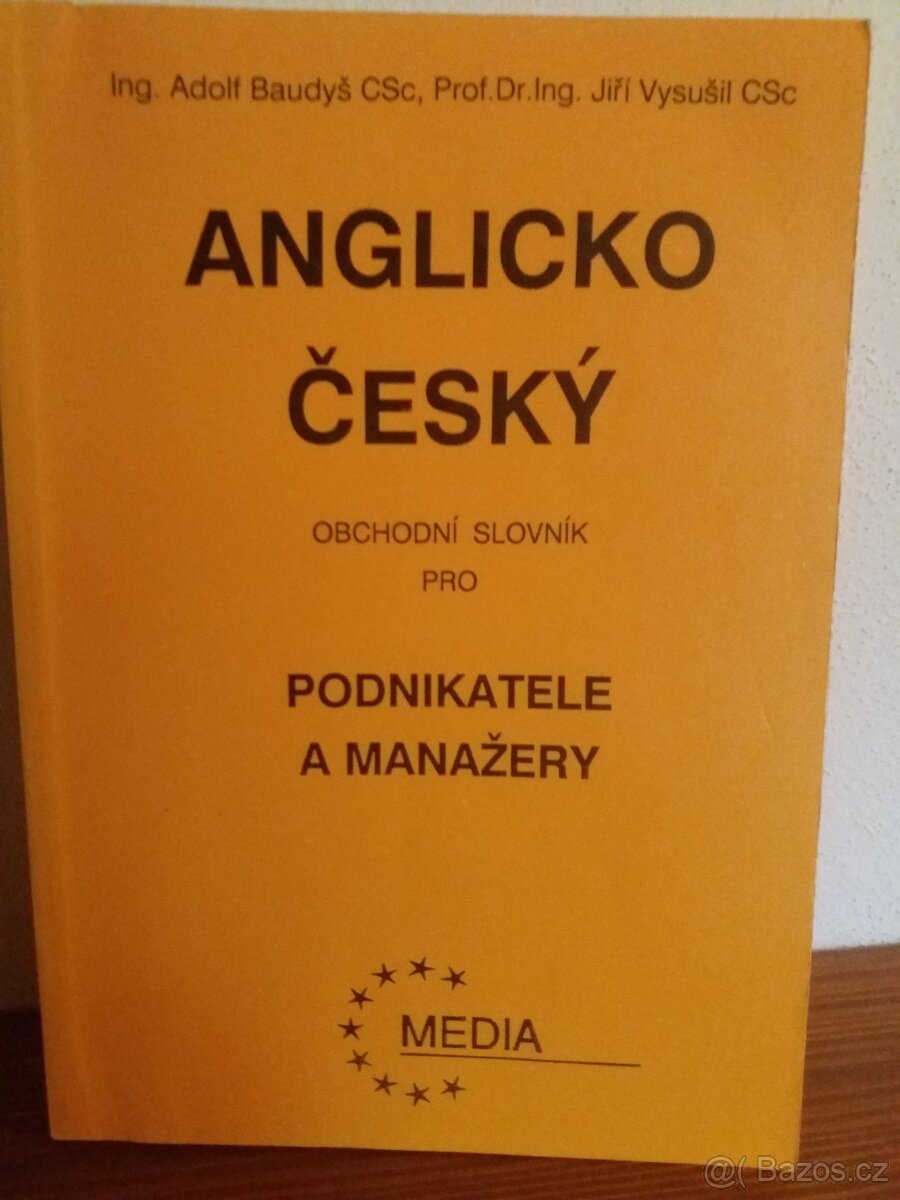 Ing. Adolf Baudyš CSc, Prof.Dr.Ing. Jiří Vysušil CSc
ANGLICKO
ČESKÝ
OBCHODNÍ SLOVNÍK
PRO
PODNIKATELE
A MANAŽERY
MEDIA
@( Bazos.cz